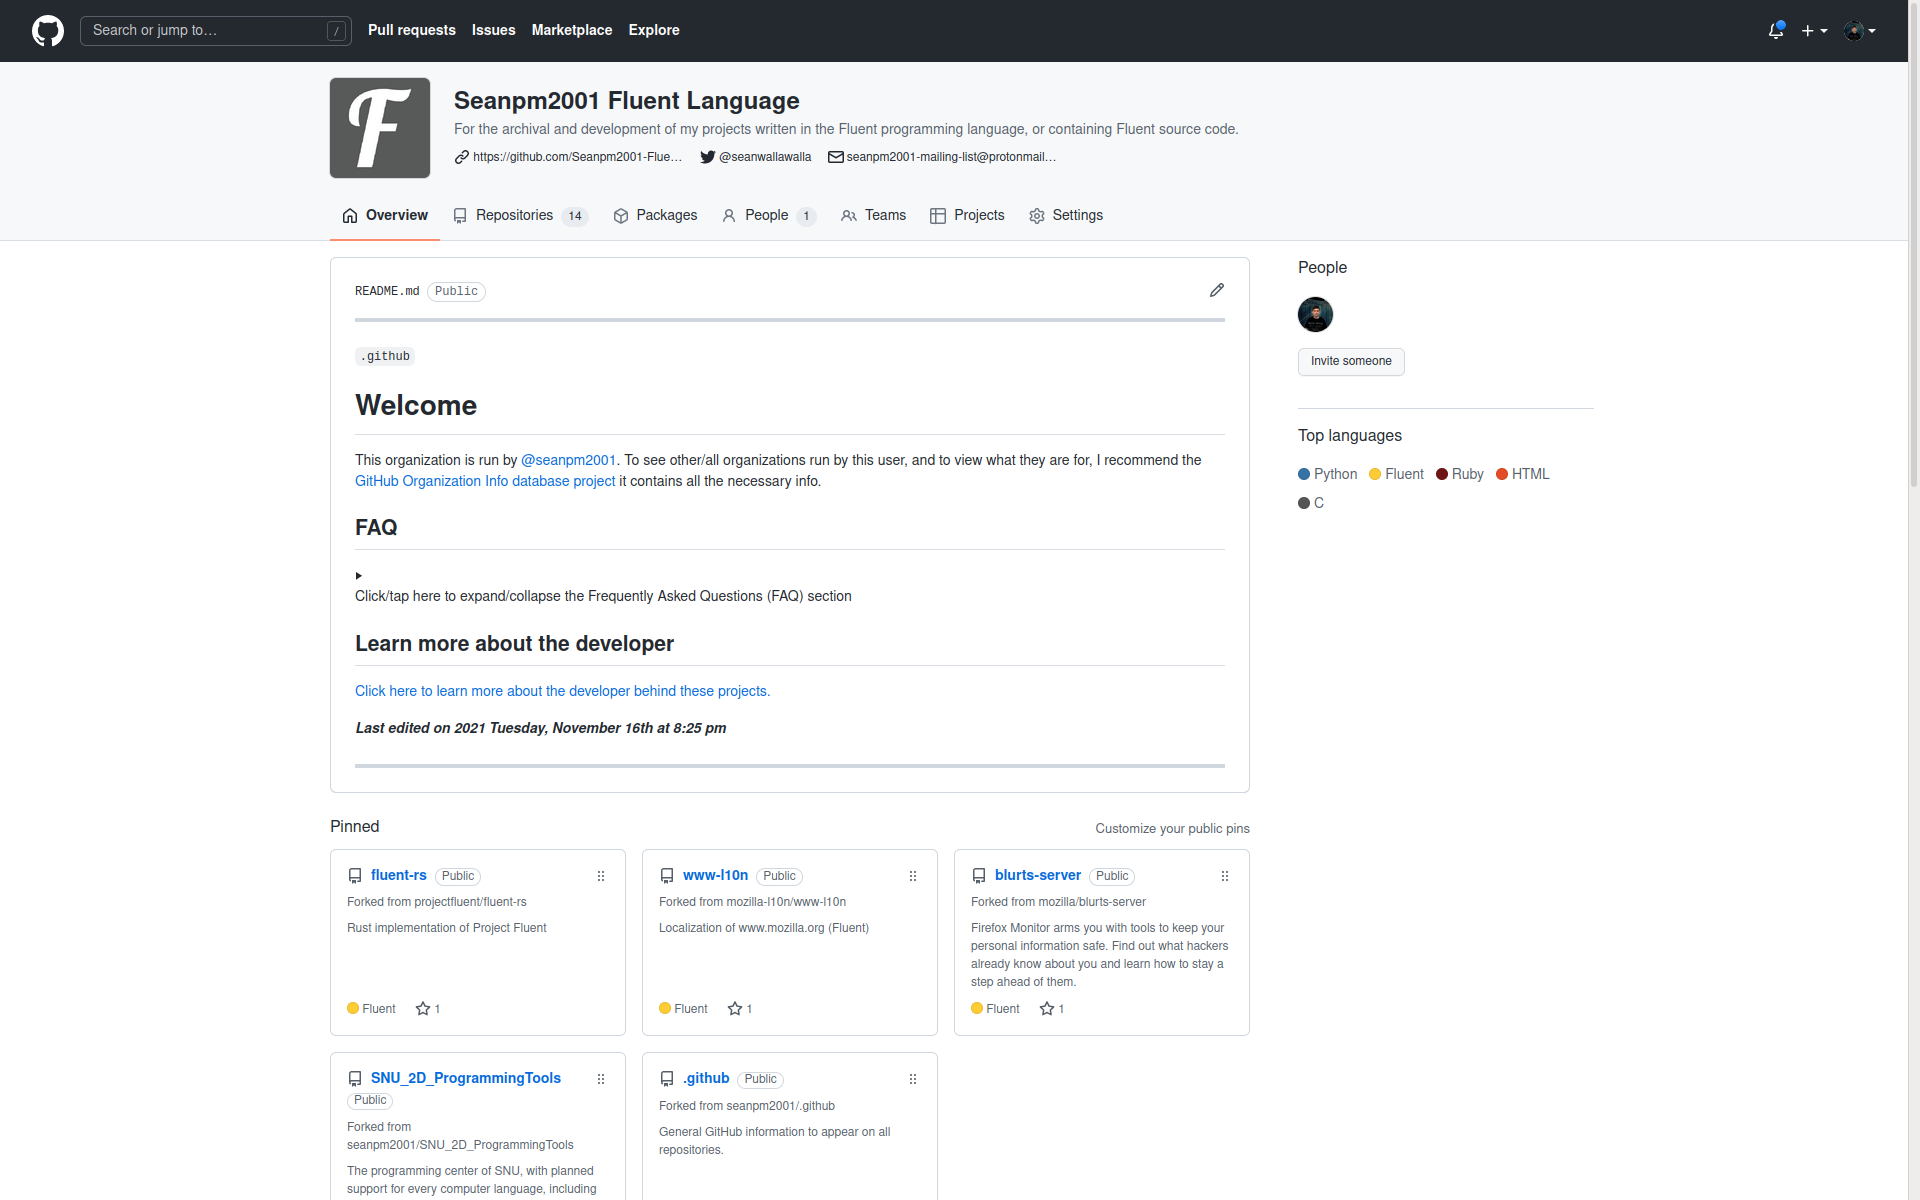 Search or jump to… /
Pull requests Issues Marketplace Explore
F
Seanpm2001 Fluent Language
For the archival and development of my projects written in the Fluent programming language, or containing Fluent source code.
https://github.com/Seanpm2001-Flue… @seanwallawalla seanpm2001-mailing-list@protonmail…
Overview Repositories 14 Packages People 1 Teams Projects Settings
README.md Public
.github
Welcome
This organization is run by @seanpm2001. To see other/all organizations run by this user, and to view what they are for, I recommend the
GitHub Organization Info database project it contains all the necessary info.
FAQ
Click/tap here to expand/collapse the Frequently Asked Questions (FAQ) section
Learn more about the developer
Click here to learn more about the developer behind these projects.
Last edited on 2021 Tuesday, November 16th at 8:25 pm
People
Invite someone
Top languages
Python Fluent Ruby HTML
C
Pinned
Customize your public pins
fluent-rs Public
Forked from projectfluent/fluent-rs
Rust implementation of Project Fluent
Fluent 1
www-l10n Public
Forked from mozilla-l10n/www-l10n
Localization of www.mozilla.org (Fluent)
Fluent 1
blurts-server Public
Forked from mozilla/blurts-server
Firefox Monitor arms you with tools to keep your
personal information safe. Find out what hackers
already know about you and learn how to stay a
step ahead of them.
Fluent 1
SNU_2D_ProgrammingTools
Public
Forked from
seanpm2001/SNU_2D_ProgrammingTools
The programming center of SNU, with planned
support for every computer language, including
.github Public
Forked from seanpm2001/.github
General GitHub information to appear on all
repositories.